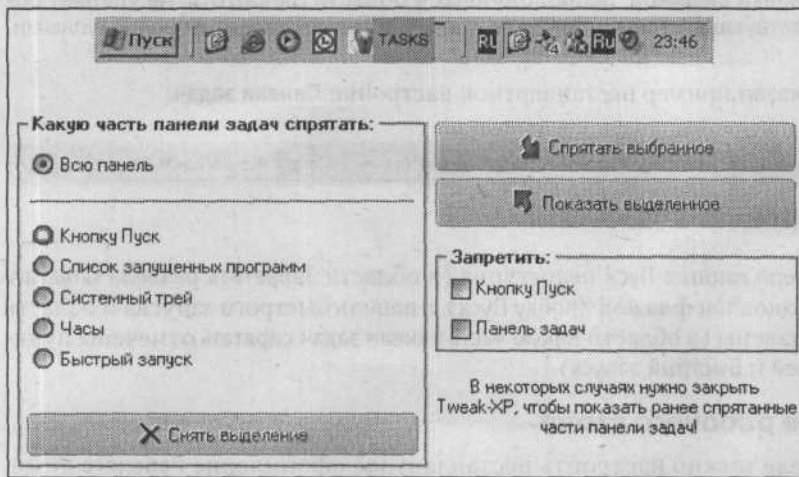 Пуск TASKS RL Ru 23:46
Какую часть панели задач спрятать:
Всю панель
Кнопку Пуск
Список запущенных программ
Системный трей
Часы
Быстрый запуск
Снять выделение
Спрятать выбранное
Показать выделенное
Запретить:
Кнопку Пуск
Панель задач
В некоторых случаях нужно закрыть
Tweak-XP, чтобы показать ранее спрятанные
части панели задач